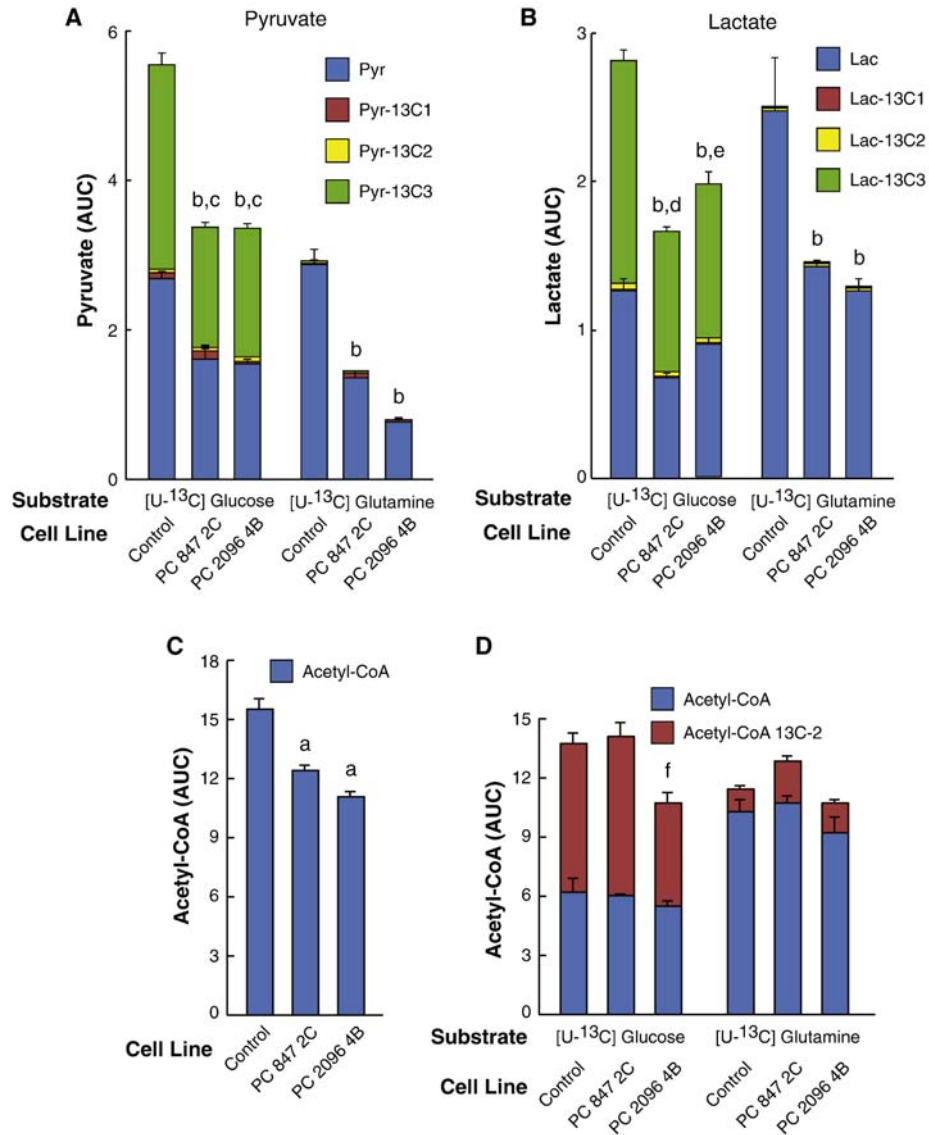 A
Pyruvate
6
4
2
0
Pyruvate (AUC)
Pyr
Pyr-13C1
Pyr-13C2
Pyr-13C3
b,c
b,c
b
b
Substrate
[U-13C] Glucose
[U-13C] Glutamine
Cell Line
Control
PC 847 2C
PC 2096 4B
Control
PC 847 2C
PC 2096 4B
B
Lactate
3
2
1
0
Lactate (AUC)
Lac
Lac-13C1
Lac-13C2
Lac-13C3
b,d
b,e
b
b
Substrate
[U-13C] Glucose
[U-13C] Glutamine
Cell Line
Control
PC 847 2C
PC 2096 4B
Control
PC 847 2C
PC 2096 4B
C
18
15
12
9
6
3
0
Acetyl-CoA (AUC)
Acetyl-CoA
a
a
Cell Line
Control
PC 847 2C
PC 2096 4B
D
Acetyl-CoA
Acetyl-CoA 13C-2
15
12
9
6
3
0
Acetyl-CoA (AUC)
f
Substrate
[U-13C] Glucose
[U-13C] Glutamine
Cell Line
Control
PC 847 2C
PC 2096 4B
Control
PC 847 2C
PC 2096 4B